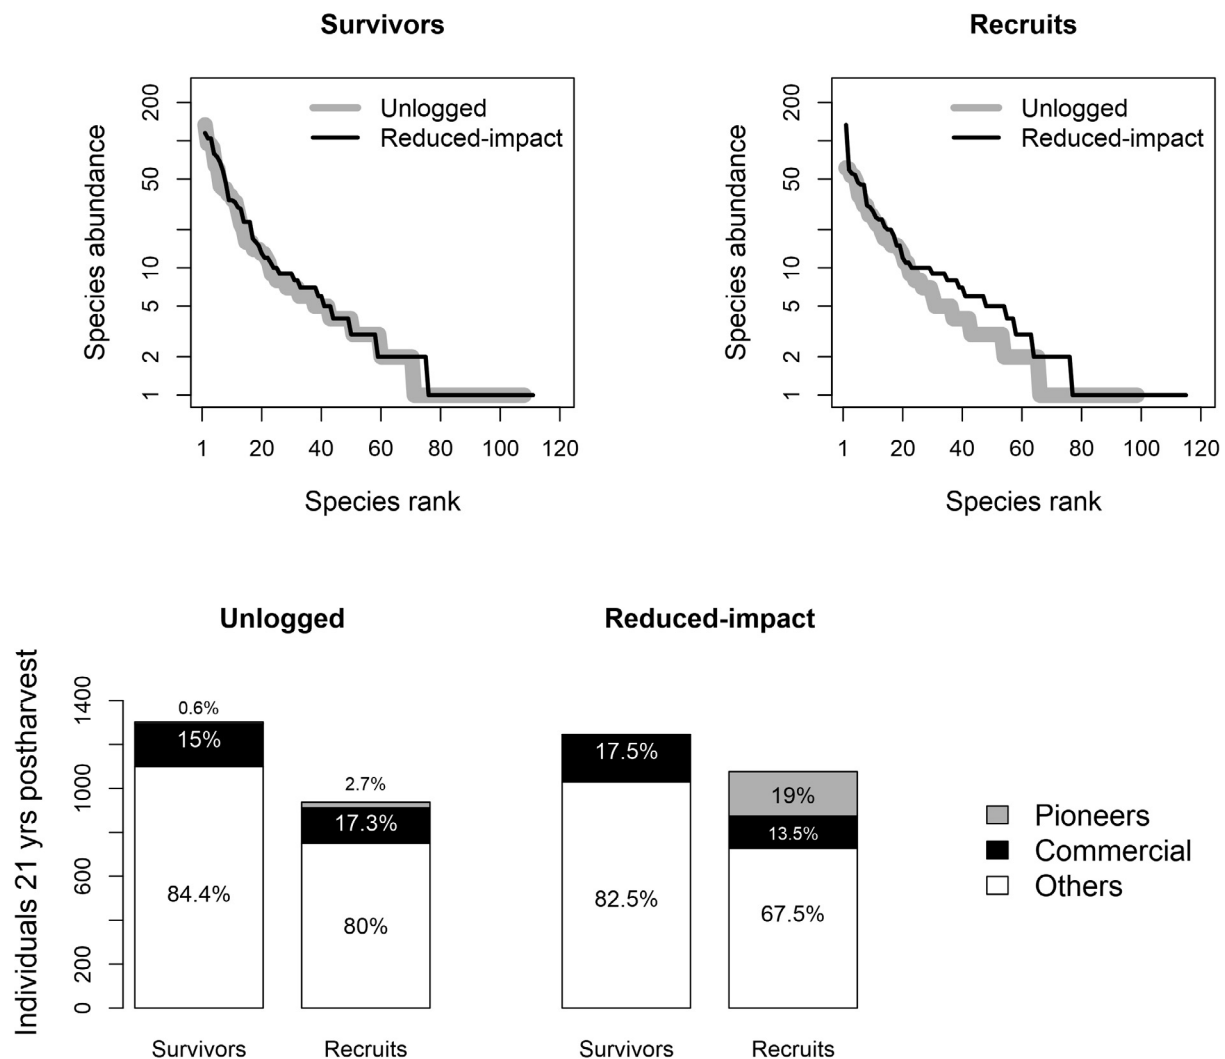 Survivors
Recruits
Species abundance
200
50
10
5
2
1
Unlogged
Reduced-impact
1 20 40 60 80 100 120
Species rank
Species abundance
200
50
10
5
2
1
Unlogged
Reduced-impact
1 20 40 60 80 100 120
Species rank
Unlogged
Reduced-impact
Individuals 21 yrs postharvest
1400
1000
600
400
200
0
0.6%
15%
84.4%
2.7%
17.3%
80%
17.5%
82.5%
19%
13.5%
67.5%
Survivors Recruits
Survivors Recruits
Pioneers
Commercial
Others